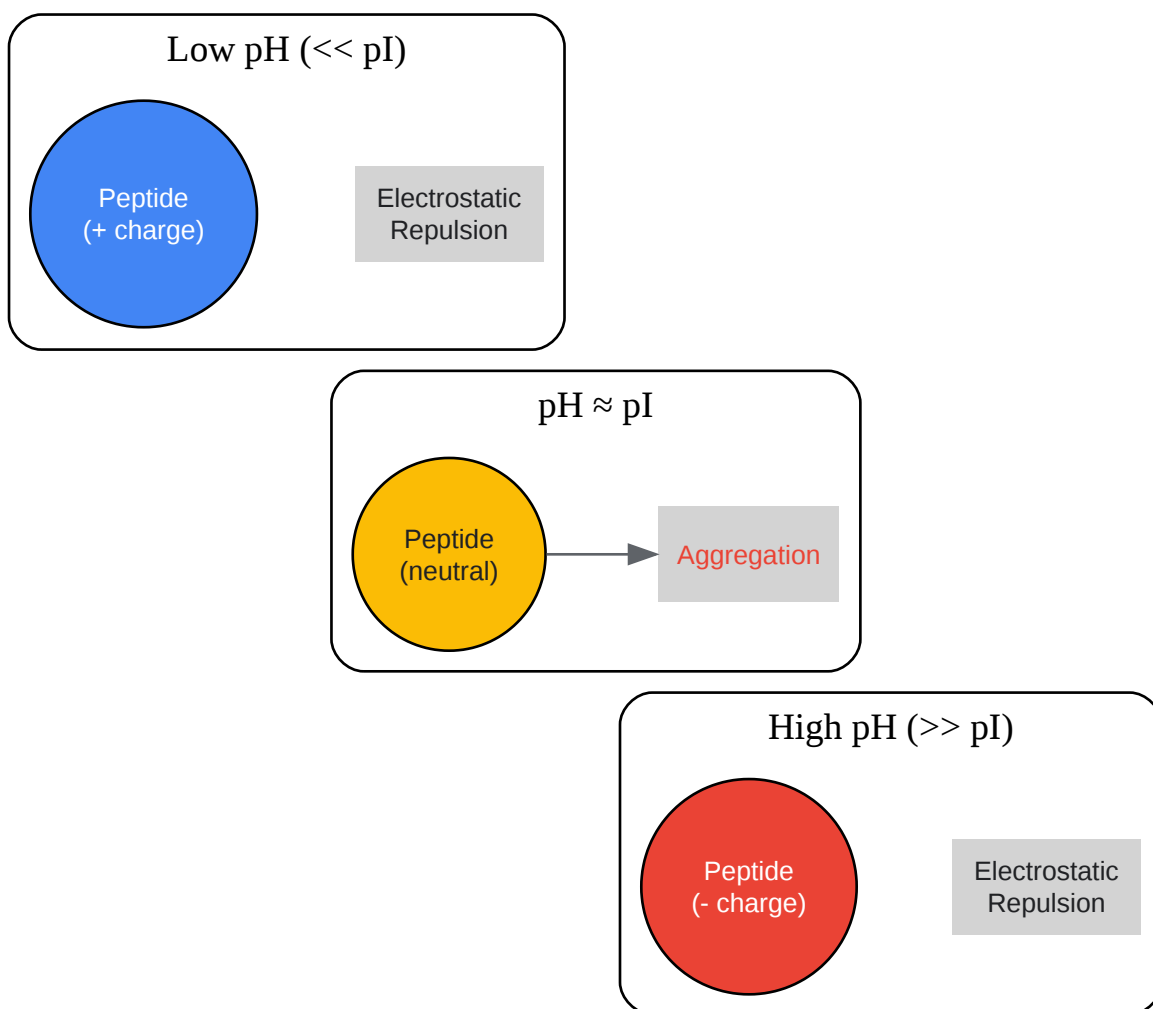 Low pH (<< pI)
Peptide
(+ charge)
Electrostatic
Repulsion
pH ≈ pI
Peptide
(neutral)
Aggregation
High pH (>> pI)
Peptide
(- charge)
Electrostatic
Repulsion